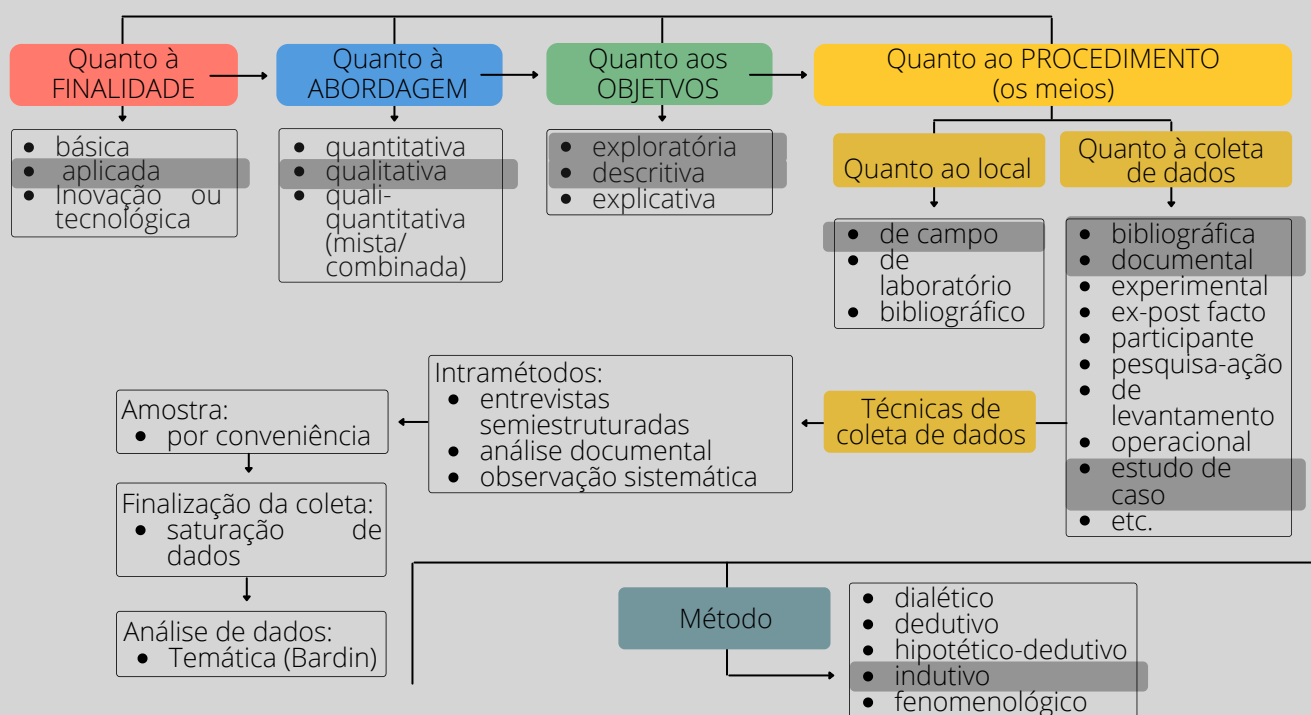 Quanto à
FINALIDADE
• básica
• aplicada
• Inovação ou
tecnológica
Quanto à
ABORDAGEM
• quantitativa
• qualitativa
• quali-
quantitativa
(mista/
combinada)
Quanto aos
OBJETVOS
• exploratória
• descritiva
• explicativa
Quanto ao PROCEDIMENTO
(os meios)
Quanto ao local
• de campo
• de
laboratório
• bibliográfico
Quanto à coleta
de dados
• bibliográfica
• documental
• experimental
• ex-post facto
• participante
• pesquisa-ação
• de
levantamento
• operacional
• estudo de
caso
• etc.
Técnicas de
coleta de dados
Intramétodos:
• entrevistas
semiestruturadas
• análise documental
• observação sistemática
Amostra:
• por conveniência
Finalização da coleta:
• saturação de
dados
Análise de dados:
• Temática (Bardin)
Método
• dialético
• dedutivo
• hipotético-dedutivo
• indutivo
• fenomenológico